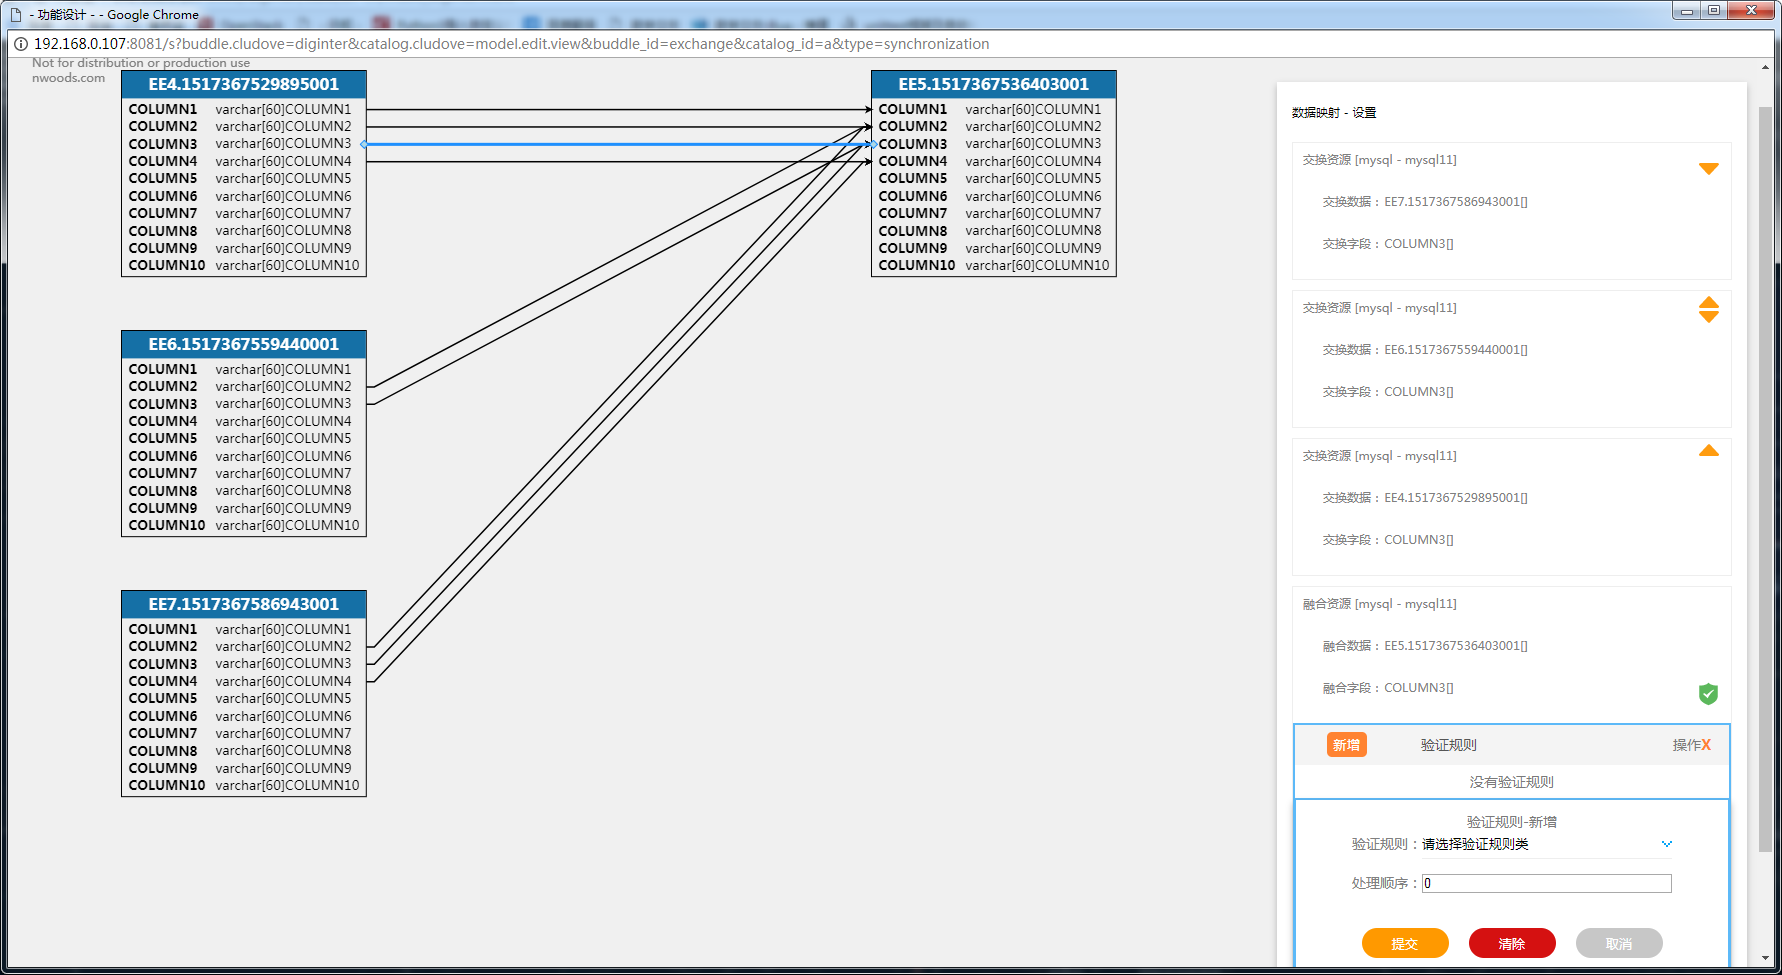 - 功能设计 - - Google Chrome
192.168.0.107:8081/s?buddle.cludove=diginter&catalog.cludove=model.edit.view&buddle_id=exchange&catalog_id=a&type=synchronization
Not for distribution or production use
nwoods.com
EE4.1517367529895001
COLUMN1 varchar[60]COLUMN1
COLUMN2 varchar[60]COLUMN2
COLUMN3 varchar[60]COLUMN3
COLUMN4 varchar[60]COLUMN4
COLUMN5 varchar[60]COLUMN5
COLUMN6 varchar[60]COLUMN6
COLUMN7 varchar[60]COLUMN7
COLUMN8 varchar[60]COLUMN8
COLUMN9 varchar[60]COLUMN9
COLUMN10 varchar[60]COLUMN10
EE5.1517367536403001
COLUMN1 varchar[60]COLUMN1
COLUMN2 varchar[60]COLUMN2
COLUMN3 varchar[60]COLUMN3
COLUMN4 varchar[60]COLUMN4
COLUMN5 varchar[60]COLUMN5
COLUMN6 varchar[60]COLUMN6
COLUMN7 varchar[60]COLUMN7
COLUMN8 varchar[60]COLUMN8
COLUMN9 varchar[60]COLUMN9
COLUMN10 varchar[60]COLUMN10
EE6.1517367559440001
COLUMN1 varchar[60]COLUMN1
COLUMN2 varchar[60]COLUMN2
COLUMN3 varchar[60]COLUMN3
COLUMN4 varchar[60]COLUMN4
COLUMN5 varchar[60]COLUMN5
COLUMN6 varchar[60]COLUMN6
COLUMN7 varchar[60]COLUMN7
COLUMN8 varchar[60]COLUMN8
COLUMN9 varchar[60]COLUMN9
COLUMN10 varchar[60]COLUMN10
EE7.1517367586943001
COLUMN1 varchar[60]COLUMN1
COLUMN2 varchar[60]COLUMN2
COLUMN3 varchar[60]COLUMN3
COLUMN4 varchar[60]COLUMN4
COLUMN5 varchar[60]COLUMN5
COLUMN6 varchar[60]COLUMN6
COLUMN7 varchar[60]COLUMN7
COLUMN8 varchar[60]COLUMN8
COLUMN9 varchar[60]COLUMN9
COLUMN10 varchar[60]COLUMN10
数据映射 - 设置
交换资源 [mysql - mysql11]
交换数据：EE7.1517367586943001[]
交换字段：COLUMN3[]
交换资源 [mysql - mysql11]
交换数据：EE6.1517367559440001[]
交换字段：COLUMN3[]
交换资源 [mysql - mysql11]
交换数据：EE4.1517367529895001[]
交换字段：COLUMN3[]
融合资源 [mysql - mysql11]
融合数据：EE5.1517367536403001[]
融合字段：COLUMN3[]
新增 验证规则 操作X
没有验证规则
验证规则-新增
验证规则：请选择验证规则类
处理顺序：0
提交 清除 取消